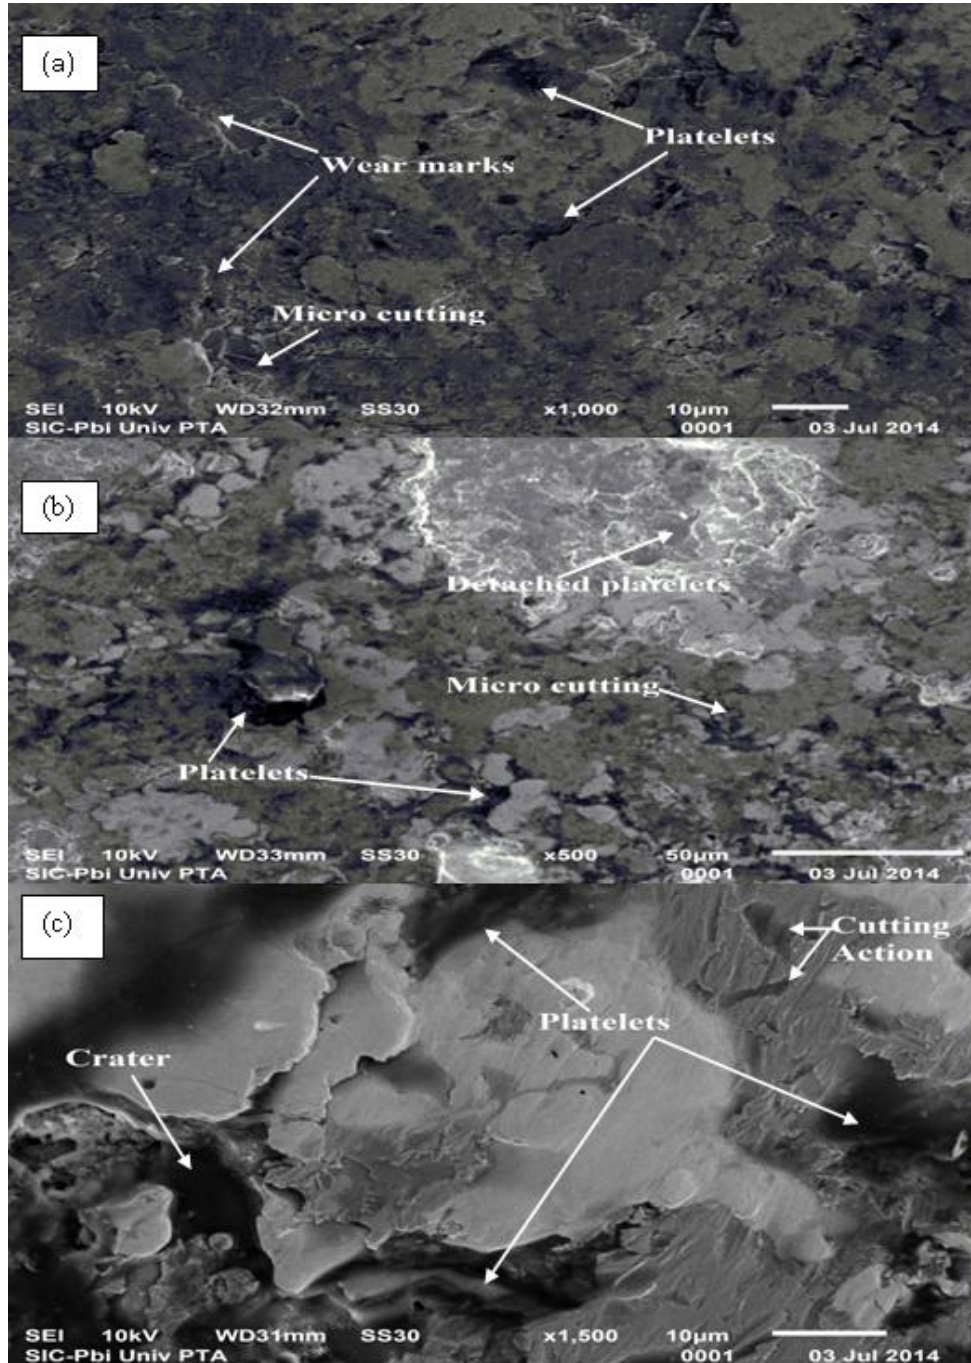 (a)
Platelets
Wear marks
Micro cutting
SEI 10kV WD32mm SS30 x1,000 10μm
SIC-Pbi Univ PTA 0001 03 Jul 2014
(b)
Detached platelets
Micro cutting
Platelets
SEI 10kV WD33mm SS30 x500 50μm
SIC-Pbi Univ PTA 0001 03 Jul 2014
(c)
Cutting
Action
Platelets
Crater
SEI 10kV WD31mm SS30 x1,500 10μm
SIC-Pbi Univ PTA 0001 03 Jul 2014